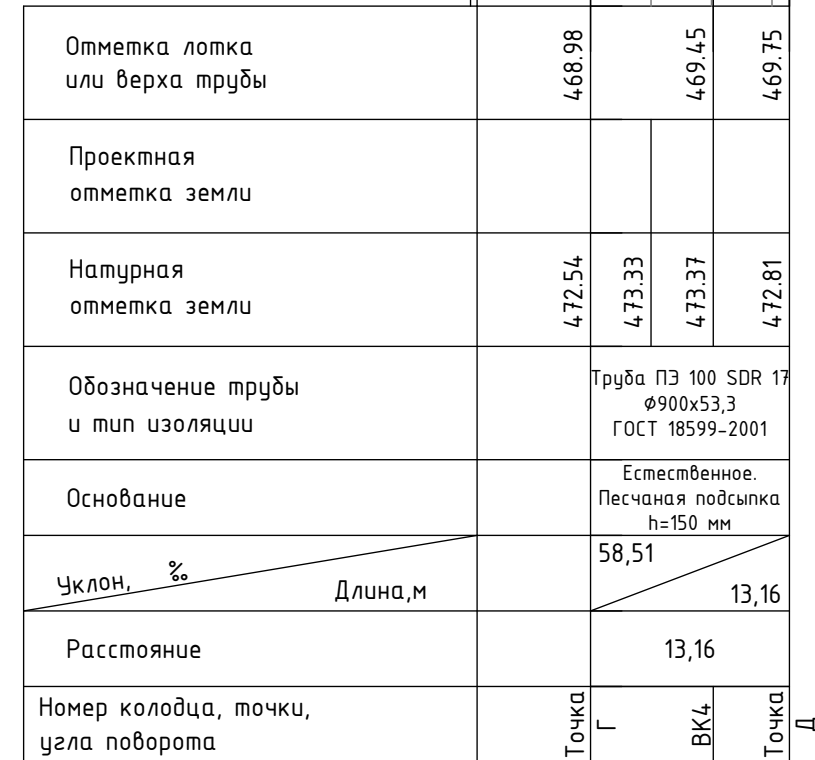 Отметка лотка
или верха трубы
468.98
469.45
469.75
Проектная
отметка земли
Натурная
отметка земли
472.54
473.33
473.37
472.81
Обозначение трубы
и тип изоляции
Труба ПЭ 100 SDR 17
Ф900х53,3
ГОСТ 18599-2001
Основание
Естественное.
Песчаная подсыпка
h=150 мм
Уклон, ‰
Длина,м
58,51
13,16
Расстояние
13,16
Номер колодца, точки,
угла поворота
Точка Г
ВК4
Точка Д